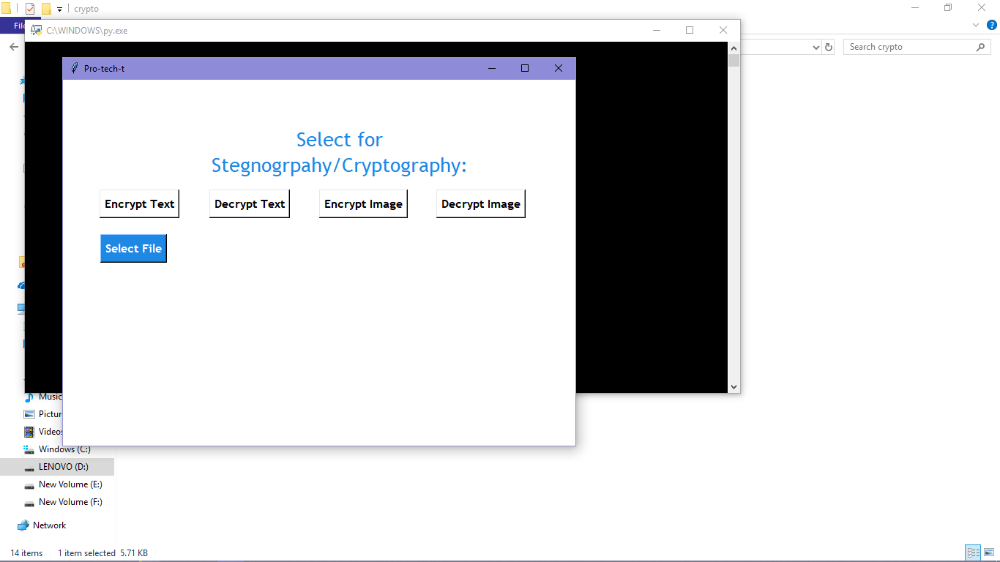 crypto
File
C:\WINDOWS\py.exe
Search crypto
Pro-tech-t
Select for
Stegnogrpahy/Cryptography:
Encrypt Text
Decrypt Text
Encrypt Image
Decrypt Image
Select File
Music
Picture
Videos
Windows (C:)
LENOVO (D:)
New Volume (E:)
New Volume (F:)
Network
14 items
1 item selected 5.71 KB